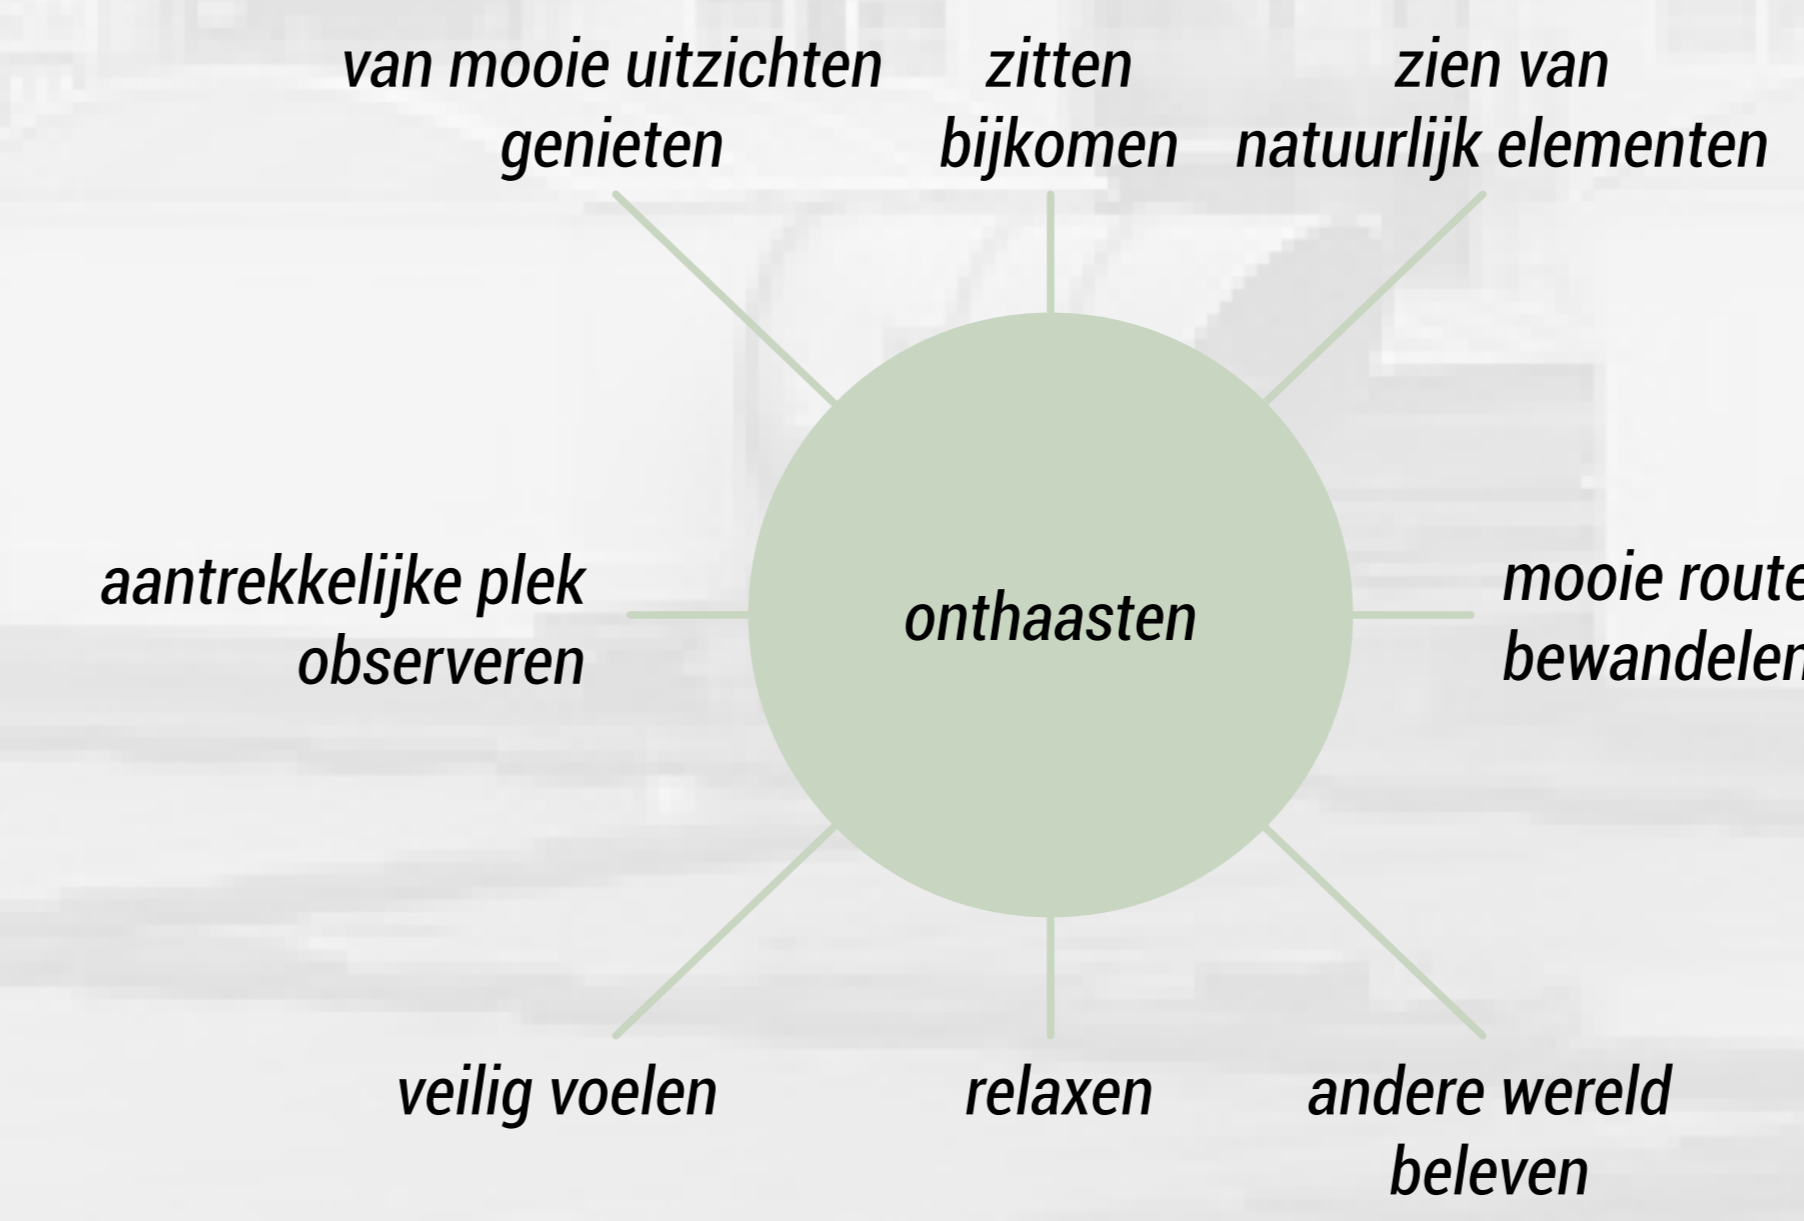 van mooie uitzichten
genieten
zitten
bijkomen
zien van
natuurlijk elementen
aantrekkelijke plek
observeren
onthaasten
mooie route
bewandelen
veilig voelen
relaxen
andere wereld
beleven